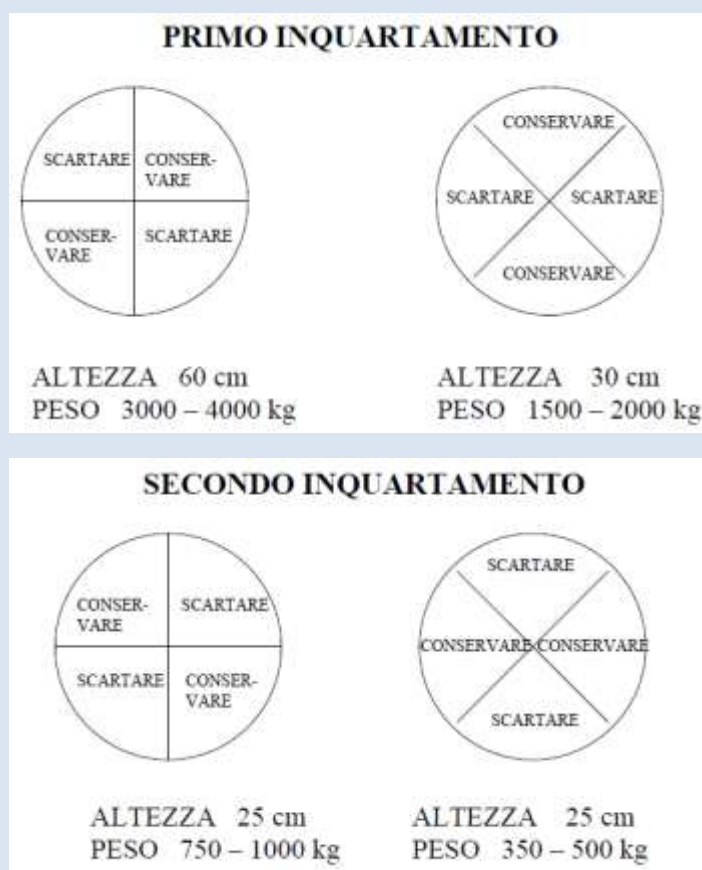 PRIMO INQUARTAMENTO
SCARTARE
CONSER-
VARE
CONSER-
VARE
SCARTARE
CONSERVARE
SCARTARE
SCARTARE
CONSERVARE
ALTEZZA 60 cm
PESO 3000 – 4000 kg
ALTEZZA 30 cm
PESO 1500 – 2000 kg
SECONDO INQUARTAMENTO
CONSER-
VARE
SCARTARE
SCARTARE
CONSER-
VARE
SCARTARE
CONSERVARE
CONSERVARE
SCARTARE
ALTEZZA 25 cm
PESO 750 – 1000 kg
ALTEZZA 25 cm
PESO 350 – 500 kg